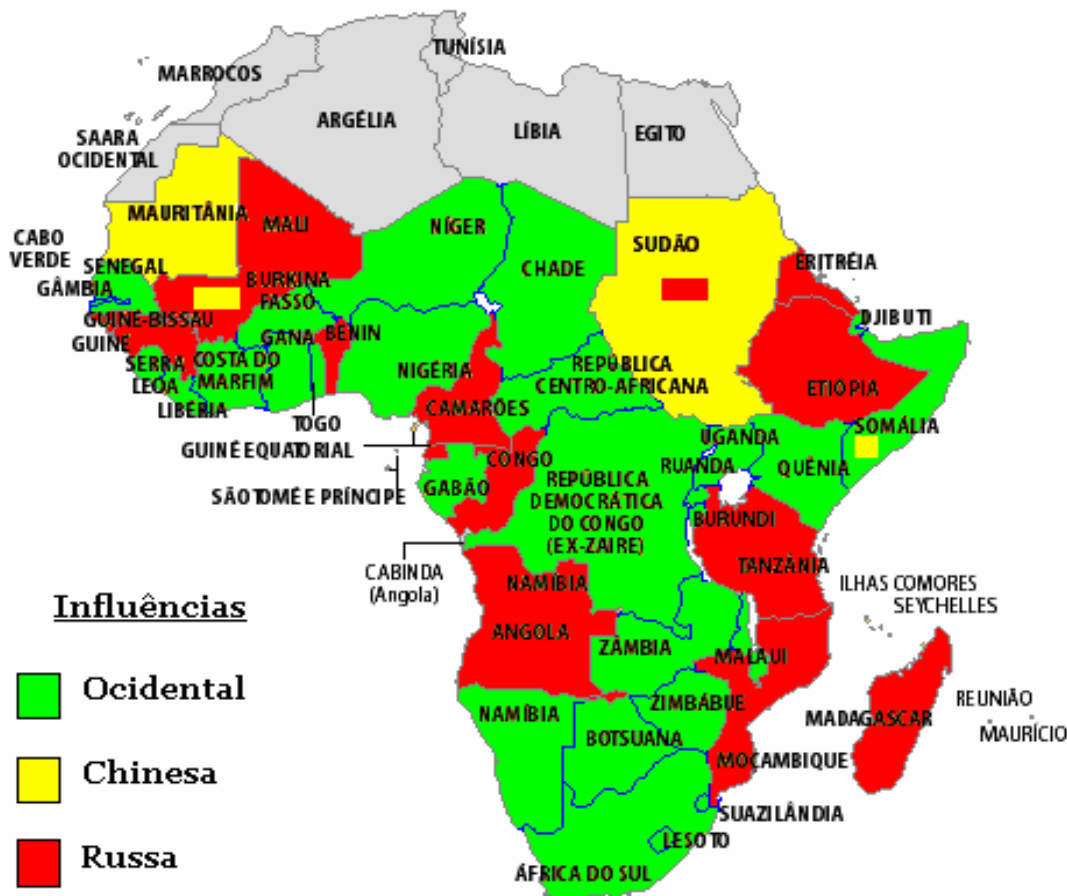 TUNÍSIA
MARROCOS
ARGÉLIA
LÍBIA
EGITO
SAARA
OCIDENTAL
MAURITÂNIA
MALI
NÍGER
CHADE
SUDÃO
CABO
VERDE
SENEGAL
GÂMBIA
BURKINA
FASSO
ERITRÉIA
GUINÉ-BISSAU
DJIBUTI
GUINÉ
GANA
BÉNIN
SERRA
LEOA
COSTA DO
MARFIM
NIGÉRIA
REPÚBLICA
CENTRO-AFRICANA
ETIÓPIA
LIBÉRIA
CAMARÕES
TOGO
SOMÁLIA
GUINÉ EQUATORIAL
UGANDA
CONGO
RUANDA
QUÊNIA
SÃO TOMÉ E PRÍNCIPE
GABÃO
REPÚBLICA
DEMOCRÁTICA
DO CONGO
(EX-ZAIRE)
BURUNDI
TANZÂNIA
CABINDA
(Angola)
NAMÍBIA
ILHAS COMORES
SEYCHELLES
ANGOLA
ZÂMBIA
MALAUI
NAMÍBIA
ZIMBÁBUE
MADAGASCAR
REUNIÃO
MAURÍCIO
BOTSUANA
MOÇAMBIQUE
SUAZILÂNDIA
LESOTO
ÁFRICA DO SUL
Influências
Ocidental
Chinesa
Russa